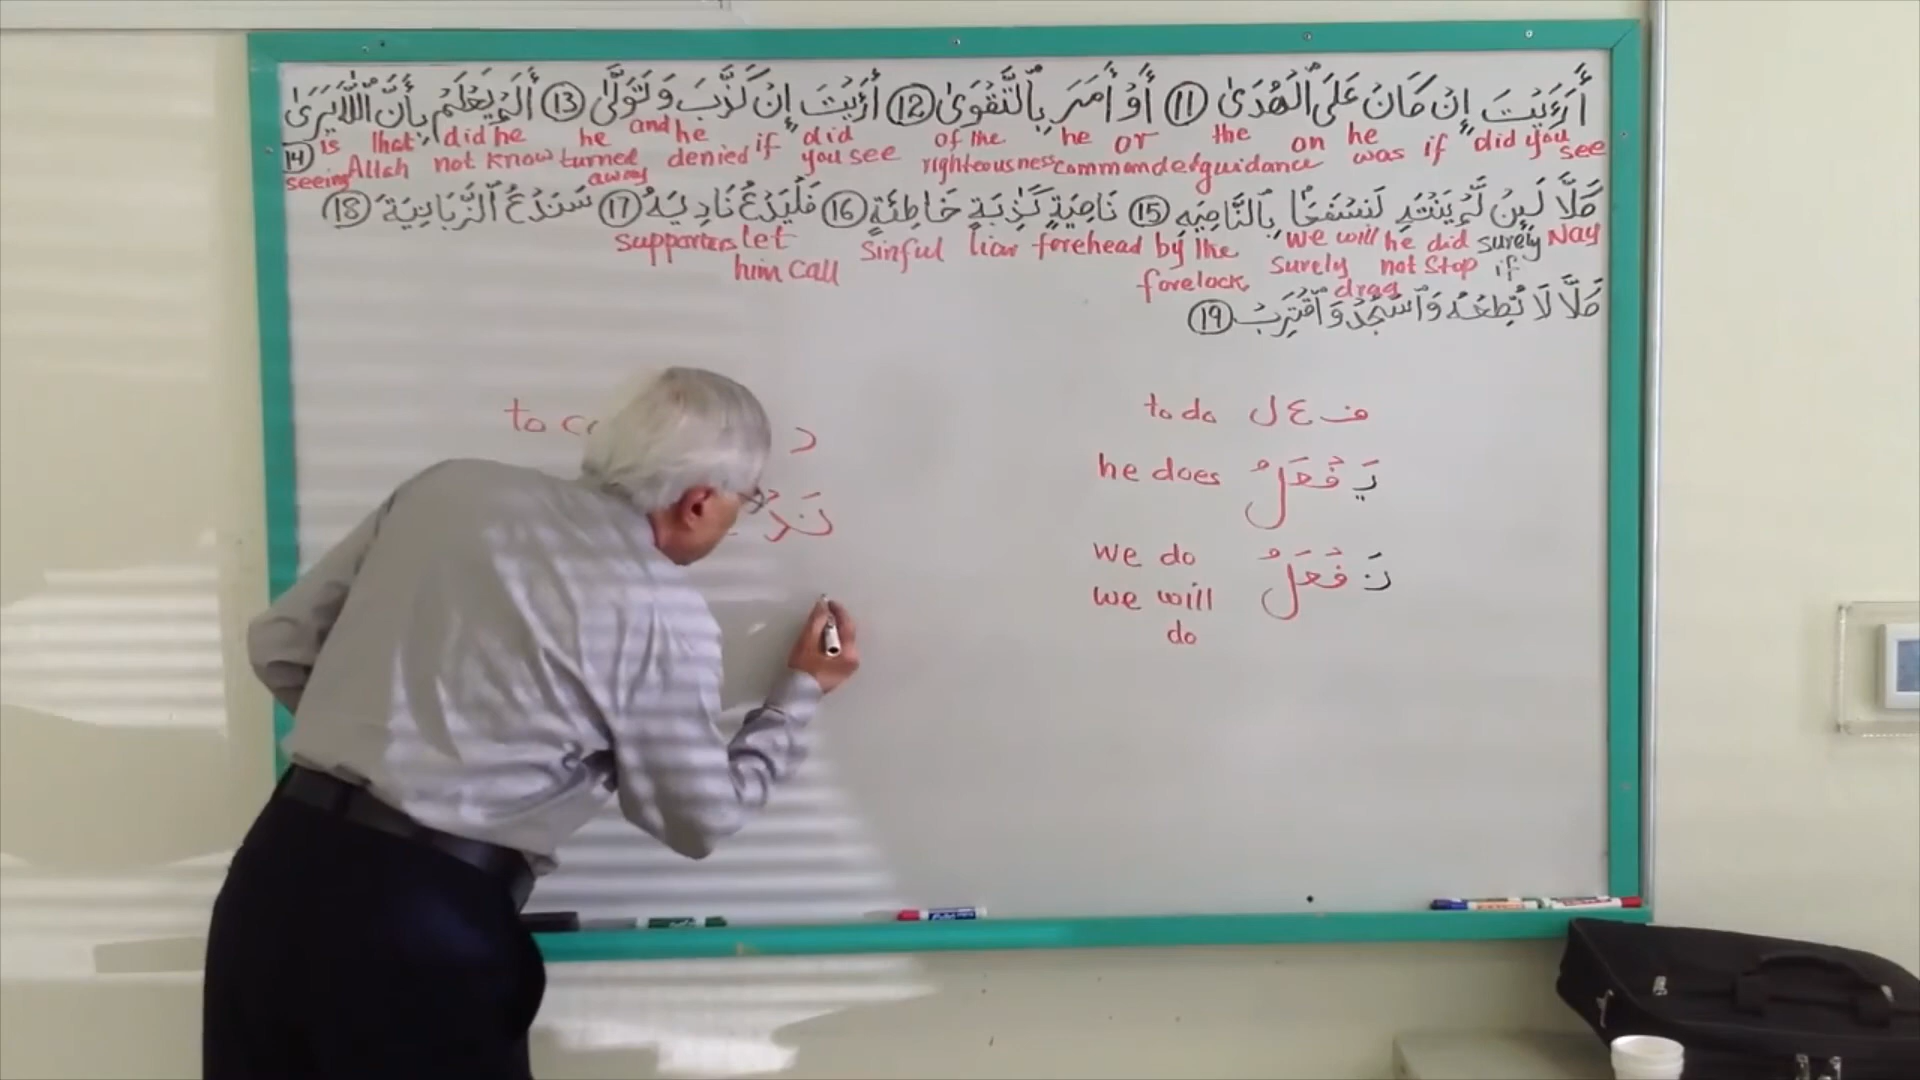 أَرَءَيْتَ إِن كَانَ عَلَى ٱلْهُدَىٰ ⑪ أَوْ أَمَرَ بِٱلتَّقْوَىٰ ⑫ أَرَءَيْتَ إِن كَذَّبَ وَتَوَلَّىٰ ⑬ أَلَمْ يَعْلَم بِأَنَّ ٱللَّهَ يَرَىٰ
is that did he he and he if "did of the he or the on he "did you
⑭ seeing Allah not know turned denied you see righteousness commanded guidance was if see
away
كَلَّا لَئِن لَّمْ يَنتَهِ لَنَسْفَعًۢا بِٱلنَّاصِيَةِ ⑮ نَاصِيَةٍ كَٰذِبَةٍ خَاطِئَةٍ ⑯ فَلْيَدْعُ نَادِيَهُ ⑰ سَنَدْعُ ٱلزَّبَانِيَةَ ⑱
supporters let sinful liar forehead by the we will he did surely Nay
him call forelock surely not stop if
drag
كَلَّا لَا تُطِعْهُ وَٱسْجُدْ وَٱقْتَرِب ⑲
to do ف ع ل
he does يَفْعَلُ
we do نَفْعَلُ
we will
do
to
د